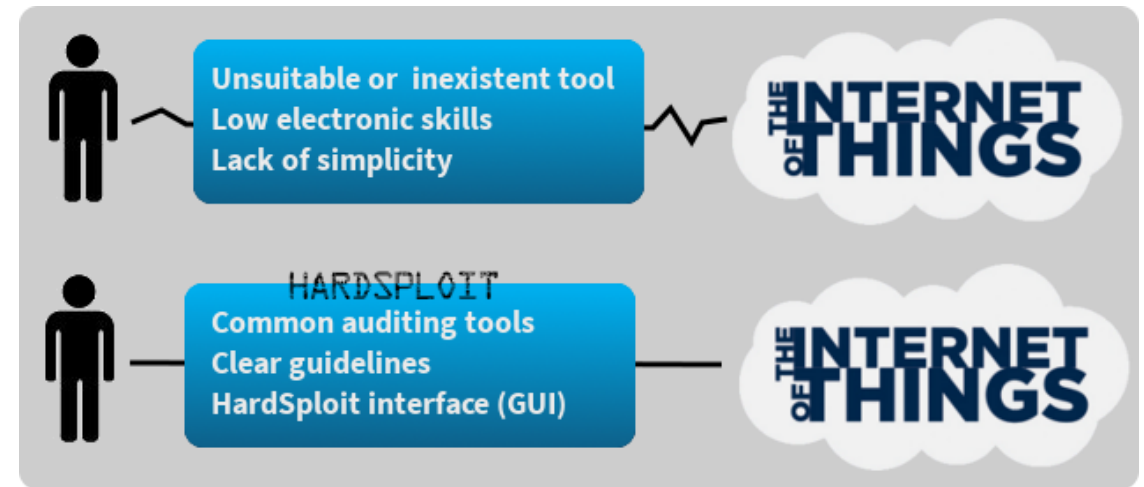 Unsuitable or inexistent tool
Low electronic skills
Lack of simplicity
THE INTERNET
OF THINGS
HARDSPLOIT
Common auditing tools
Clear guidelines
HardSploit interface (GUI)
THE INTERNET
OF THINGS